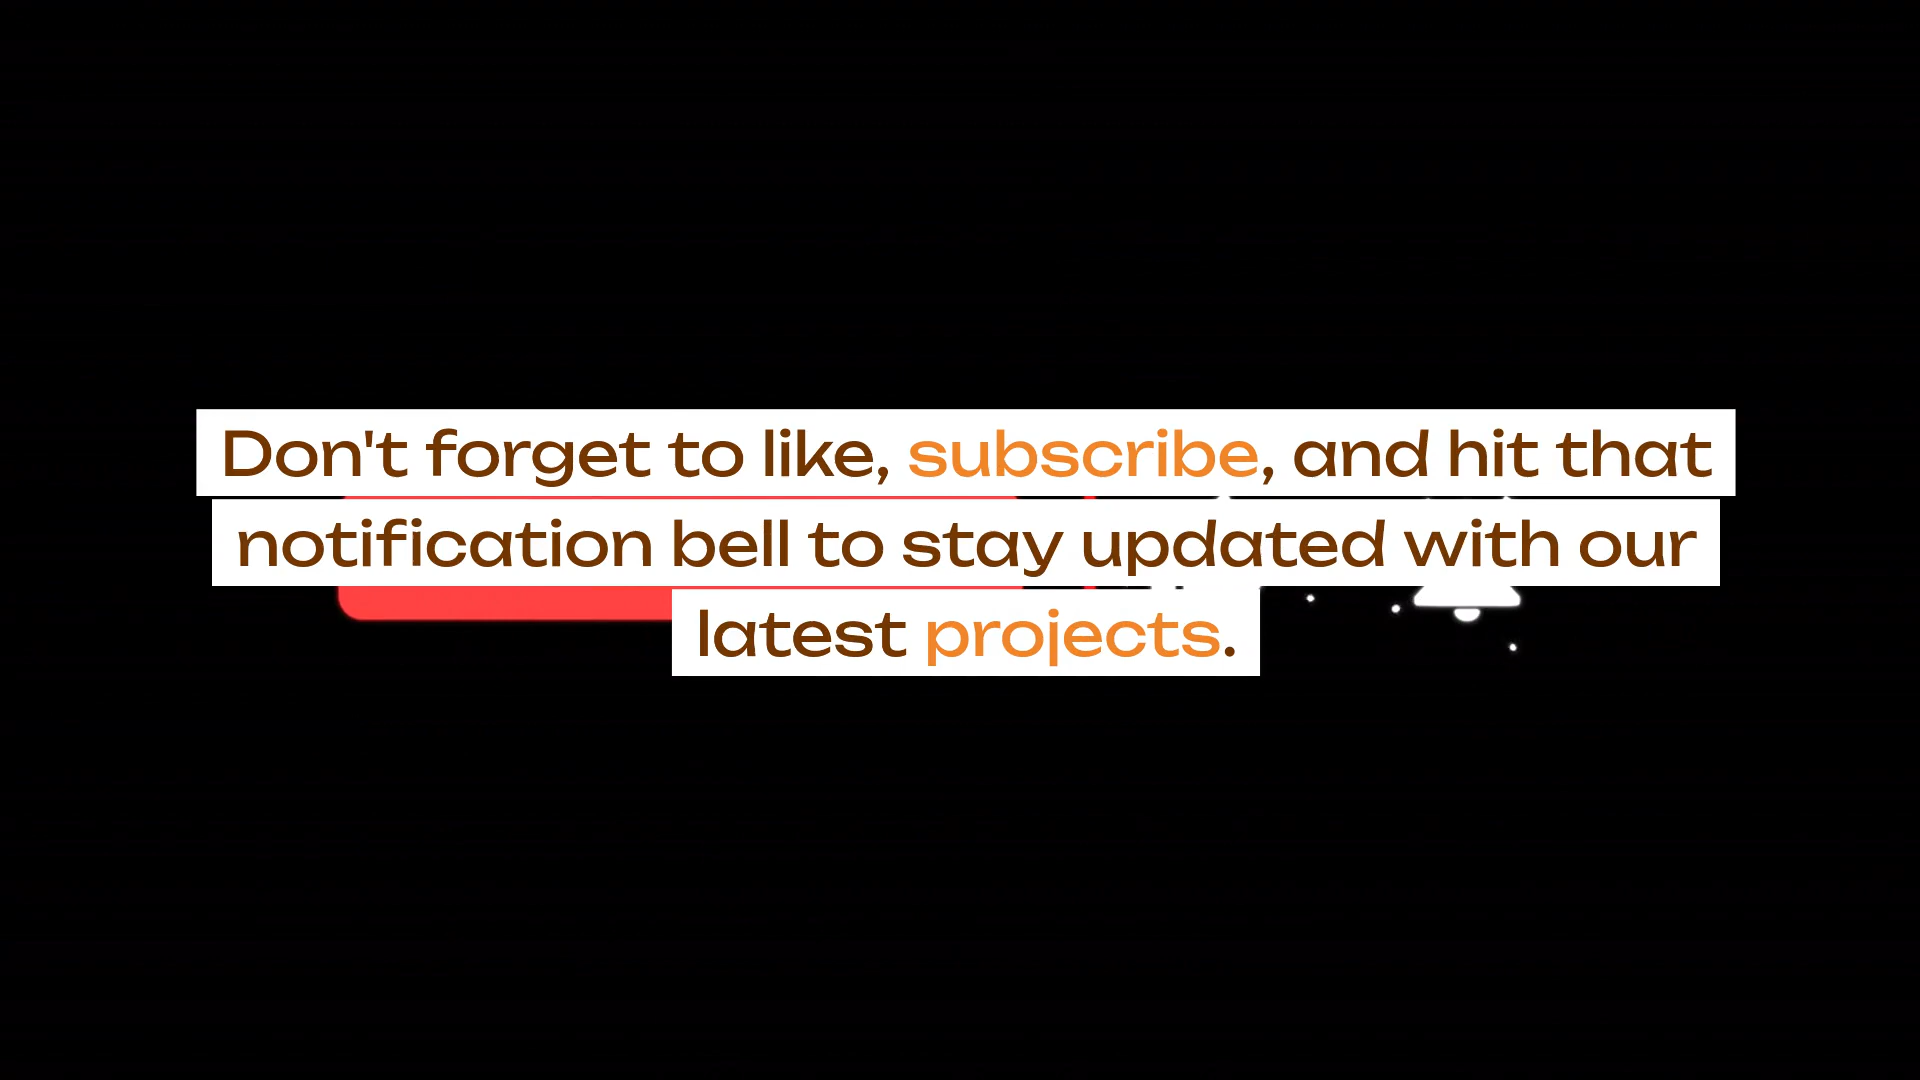 Don't forget to like, subscribe, and hit that
notification bell to stay updated with our
latest projects.